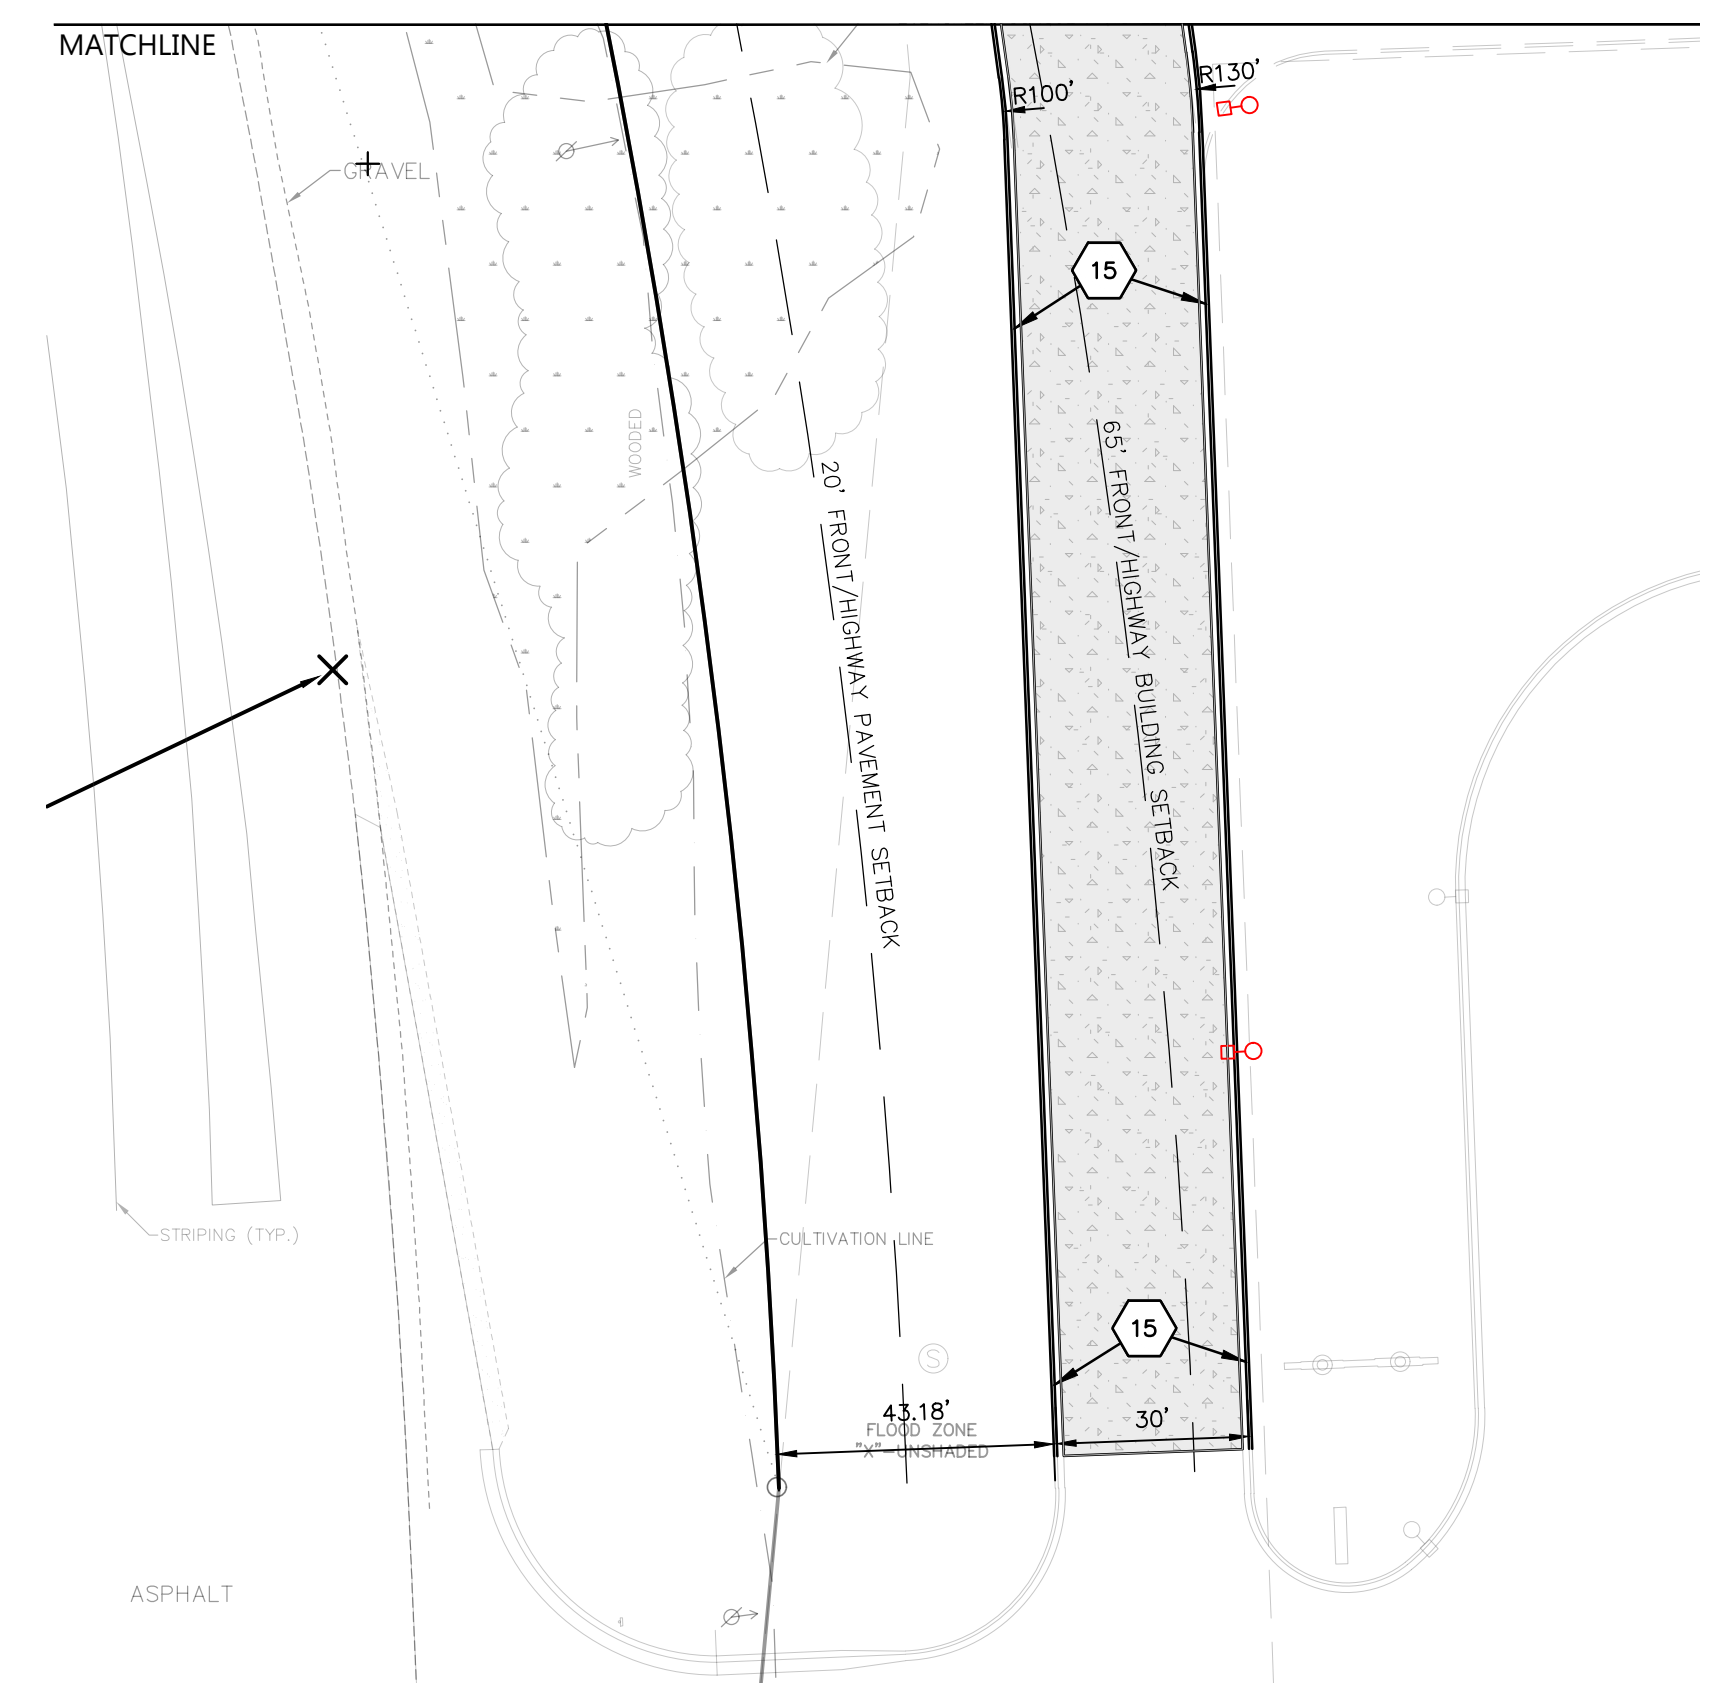 MATCHLINE
R130'
R100'
GRAVEL
15
WOODED
20' FRONT/HIGHWAY PAVEMENT SETBACK
65' FRONT/HIGHWAY BUILDING SETBACK
STRIPING (TYP.)
CULTIVATION LINE
15
S
43.18'
30'
FLOOD ZONE
"X"-UNSHADED
ASPHALT